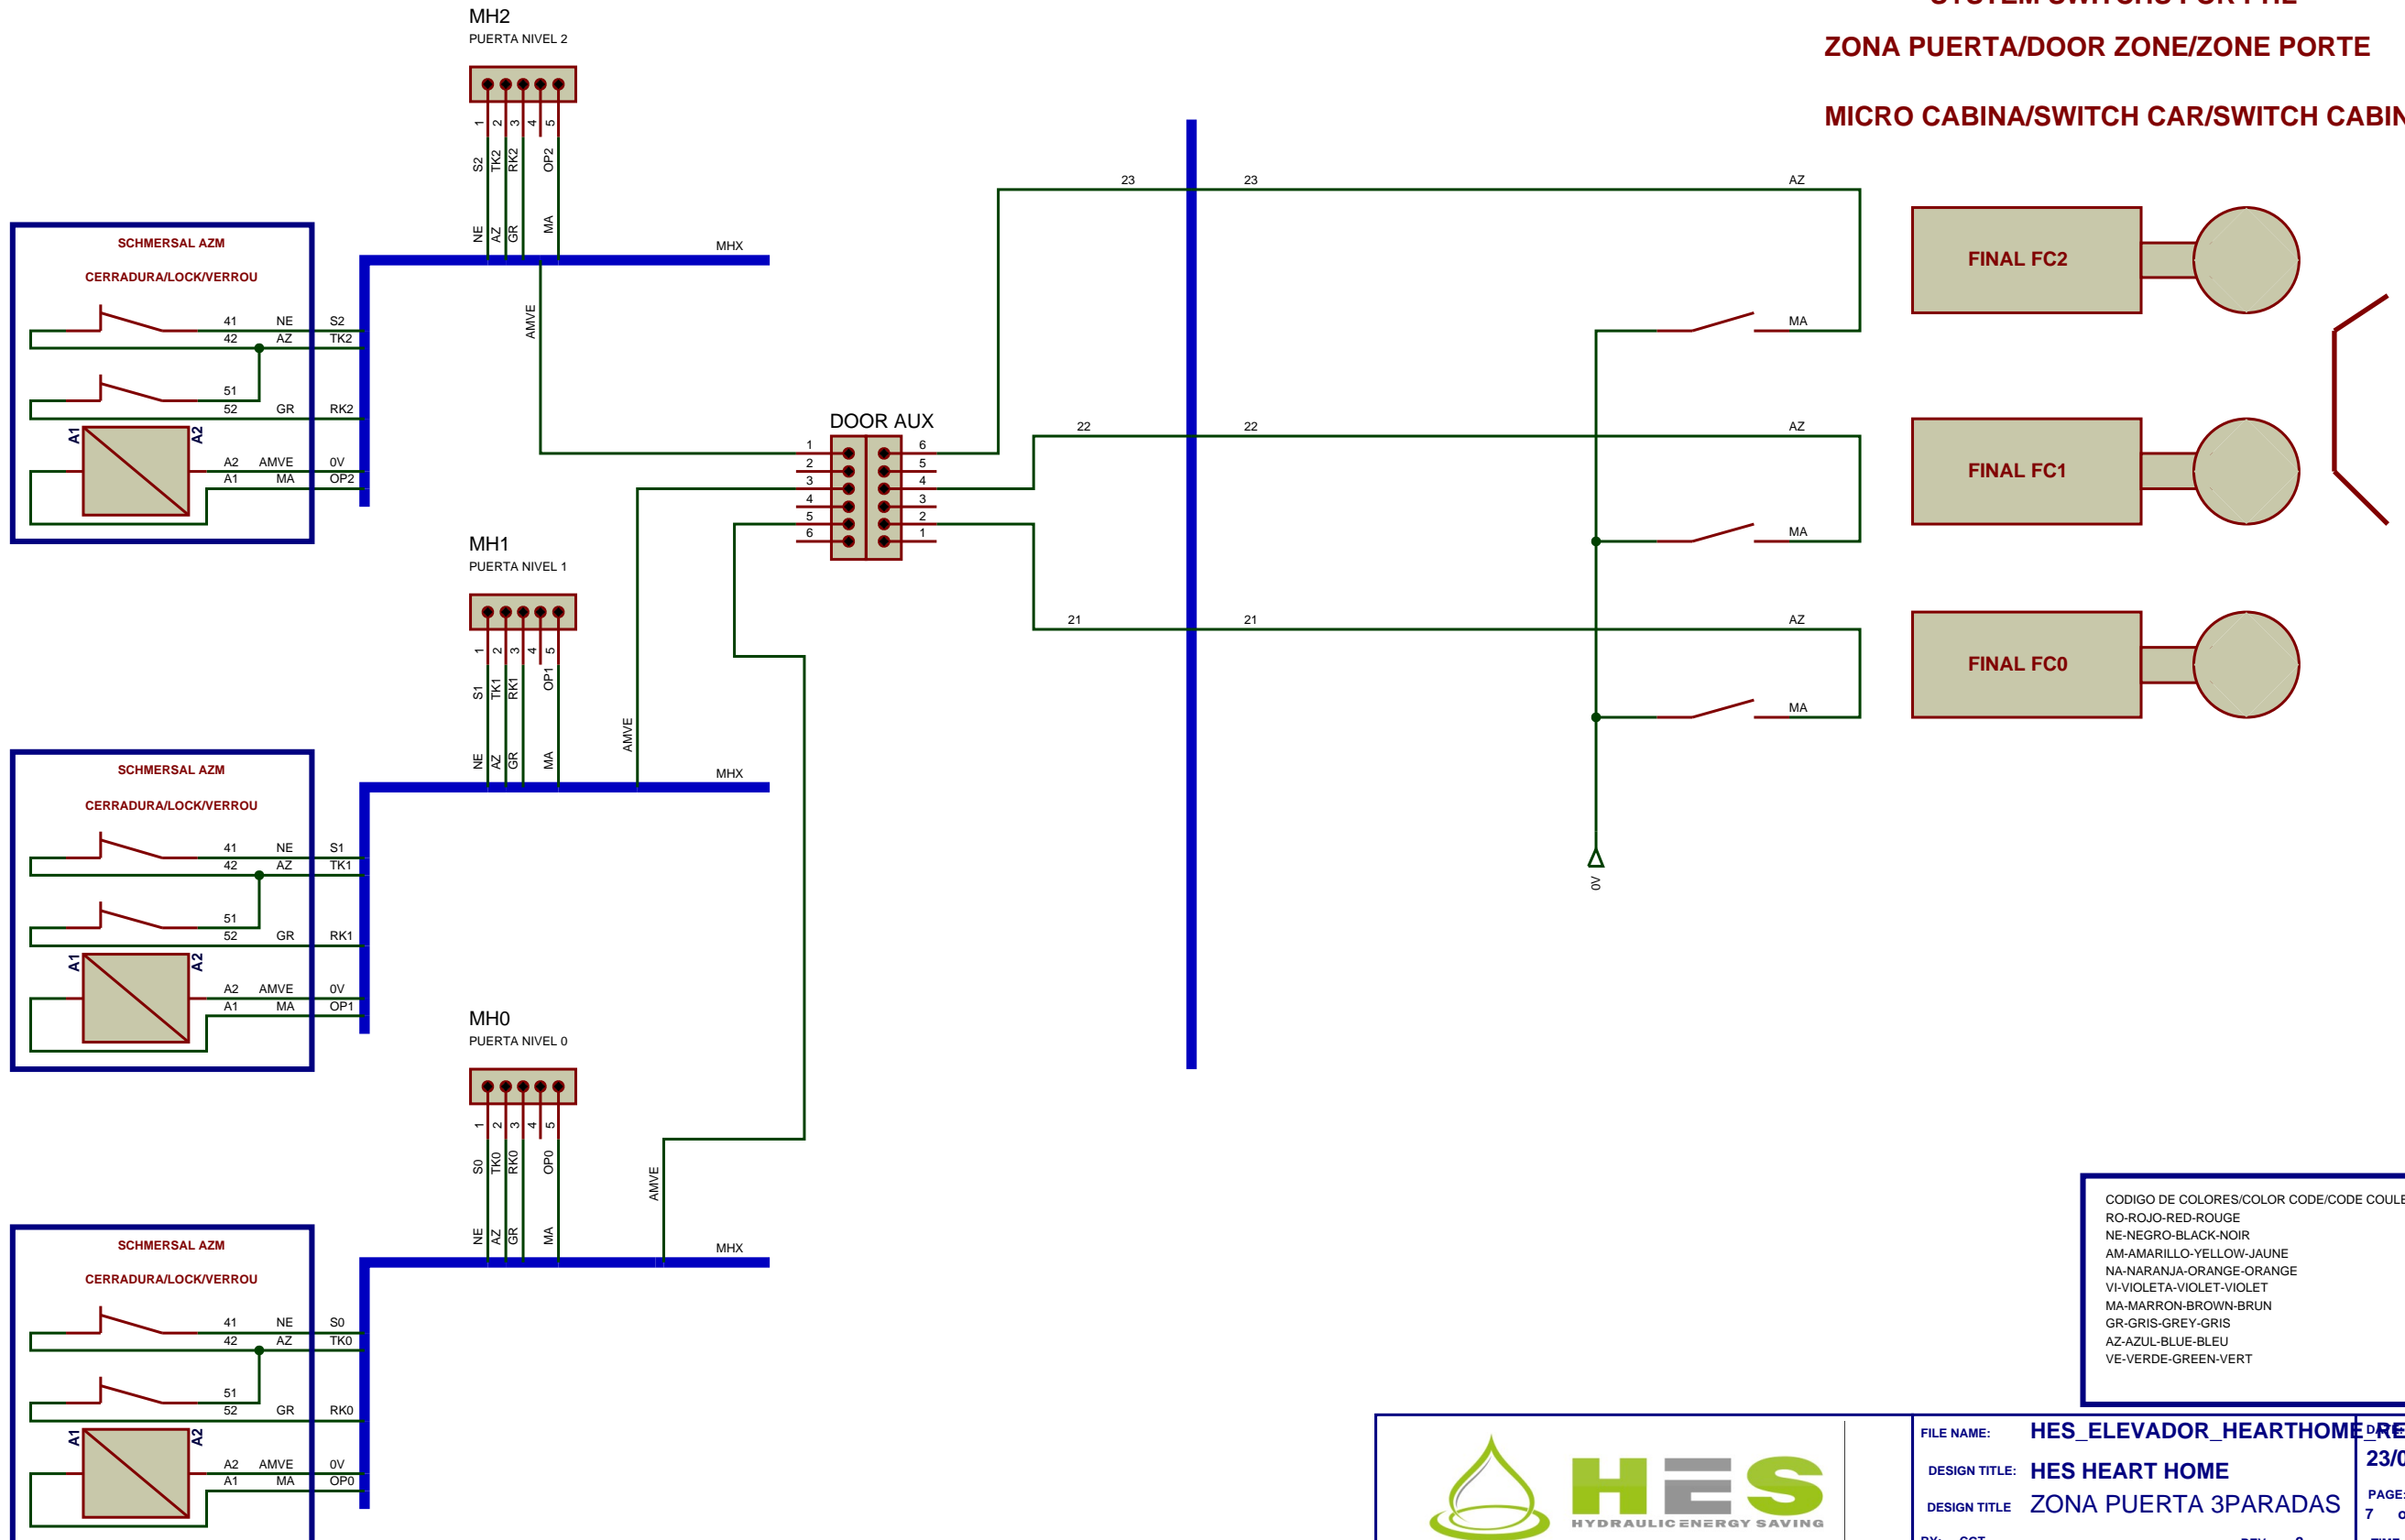 ZONA PUERTA/DOOR ZONE/ZONE PORTE
MICRO CABINA/SWITCH CAR/SWITCH
MH2
PUERTA NIVEL 2
1 2 3 4 5
S2 TK2 RK2 OP2
NE AZ GR MA
MHX
AMVE
SCHMERSAL AZM
CERRADURA/LOCK/VERROU
41 NE S2
42 AZ TK2
51
52 GR RK2
A1 A2
A2 AMVE 0V
A1 MA OP2
DOOR AUX
1 6
2 5
3 4
4 3
5 2
6 1
23 23 AZ
MA
FINAL FC2
22 22 AZ
MA
FINAL FC1
21 21 AZ
MA
FINAL FC0
0V
MH1
PUERTA NIVEL 1
1 2 3 4 5
S1 TK1 RK1 OP1
NE AZ GR MA
AMVE
MHX
SCHMERSAL AZM
CERRADURA/LOCK/VERROU
41 NE S1
42 AZ TK1
51
52 GR RK1
A1 A2
A2 AMVE 0V
A1 MA OP1
MH0
PUERTA NIVEL 0
1 2 3 4 5
S0 TK0 RK0 OP0
NE AZ GR MA
AMVE
MHX
SCHMERSAL AZM
CERRADURA/LOCK/VERROU
41 NE S0
42 AZ TK0
51
52 GR RK0
A1 A2
A2 AMVE 0V
A1 MA OP0
CODIGO DE COLORES/COLOR CODE/CODE
RO-ROJO-RED-ROUGE
NE-NEGRO-BLACK-NOIR
AM-AMARILLO-YELLOW-JAUNE
NA-NARANJA-ORANGE-ORANGE
VI-VIOLETA-VIOLET-VIOLET
MA-MARRON-BROWN-BRUN
GR-GRIS-GREY-GRIS
AZ-AZUL-BLUE-BLEU
VE-VERDE-GREEN-VERT
HES
HYDRAULIC ENERGY SAVING
FILE NAME: HES_ELEVADOR_HEARTHOME
DESIGN TITLE: HES HEART HOME
DESIGN TITLE ZONA PUERTA 3PARADAS
PAGE:
7